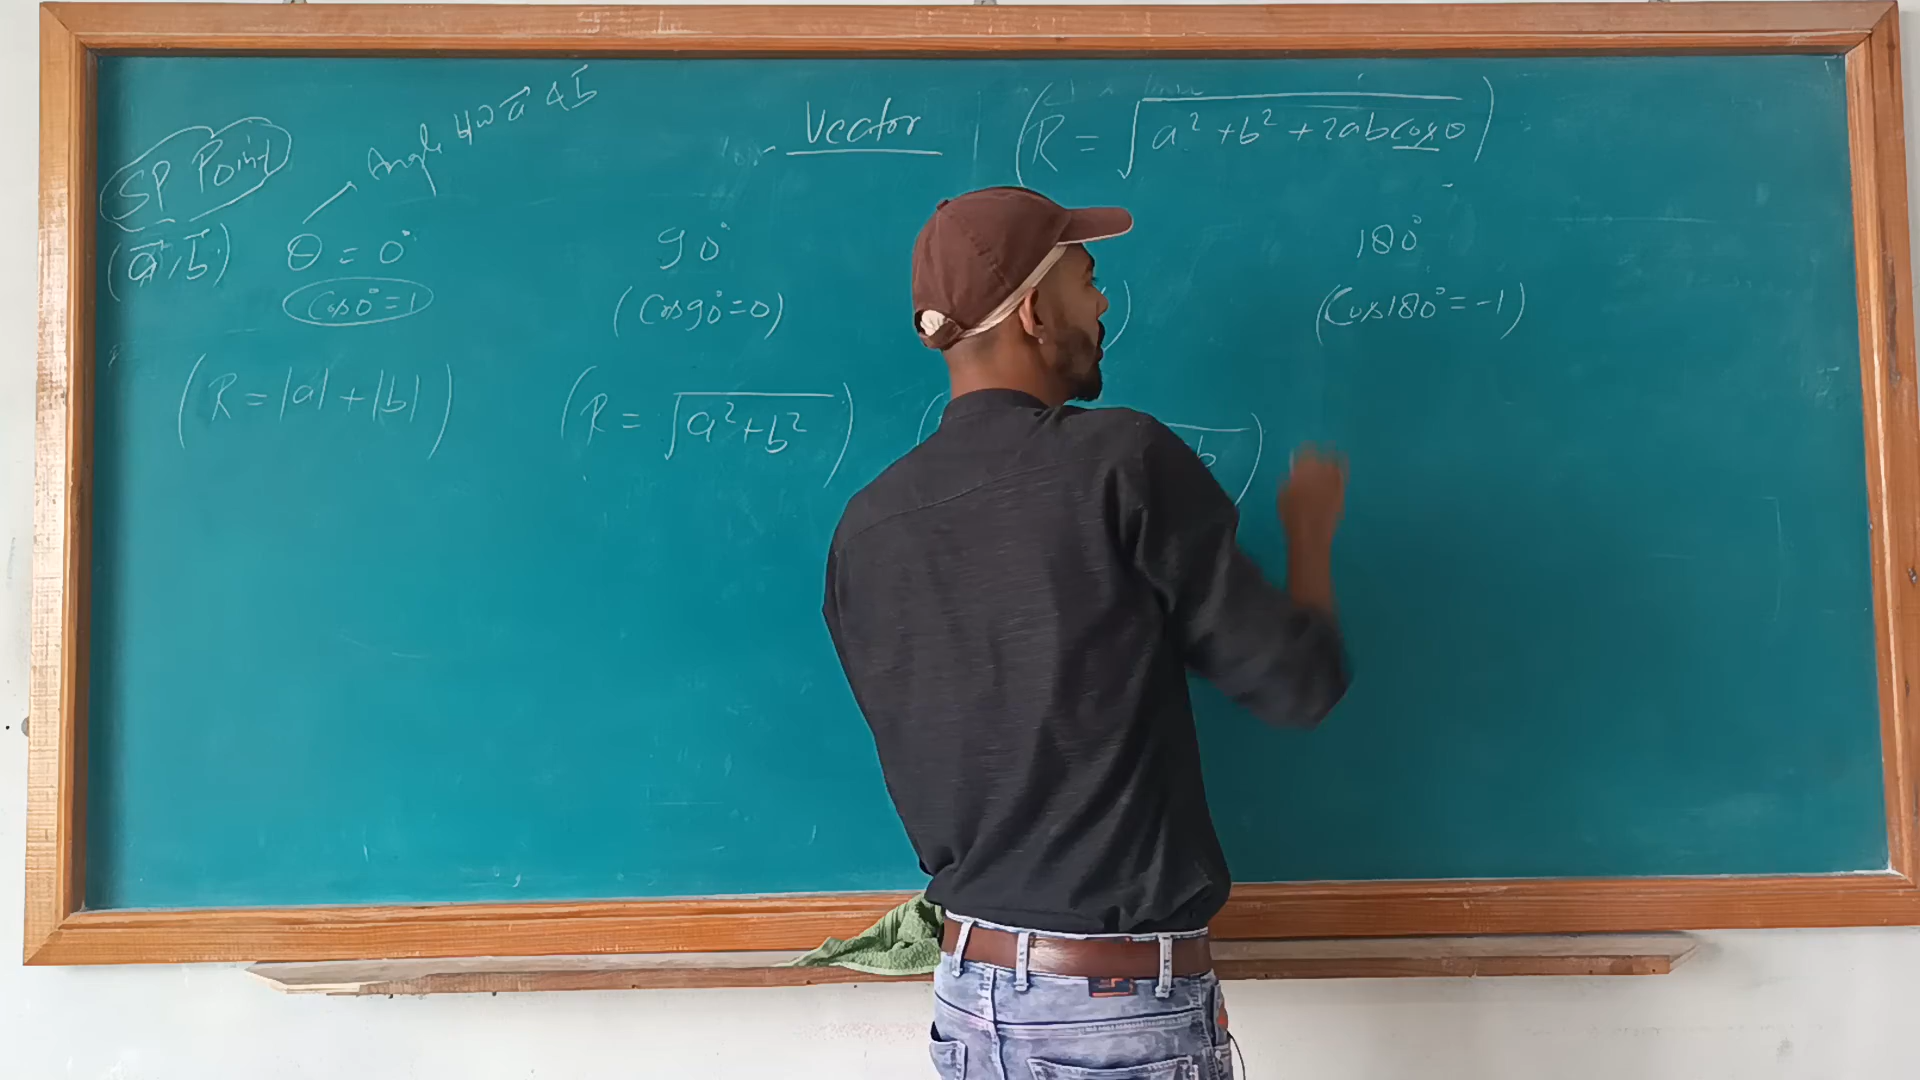 Vector
(R = √a² + b² + 2ab cosθ)
Angle b/w a⃗ & b⃗
SP Point
(a⃗, b⃗)
θ = 0°
90°
180°
Cos0° = 1
(Cos90° = 0)
(Cos180° = -1)
(R = |a| + |b|)
(R = √a² + b²)
b)